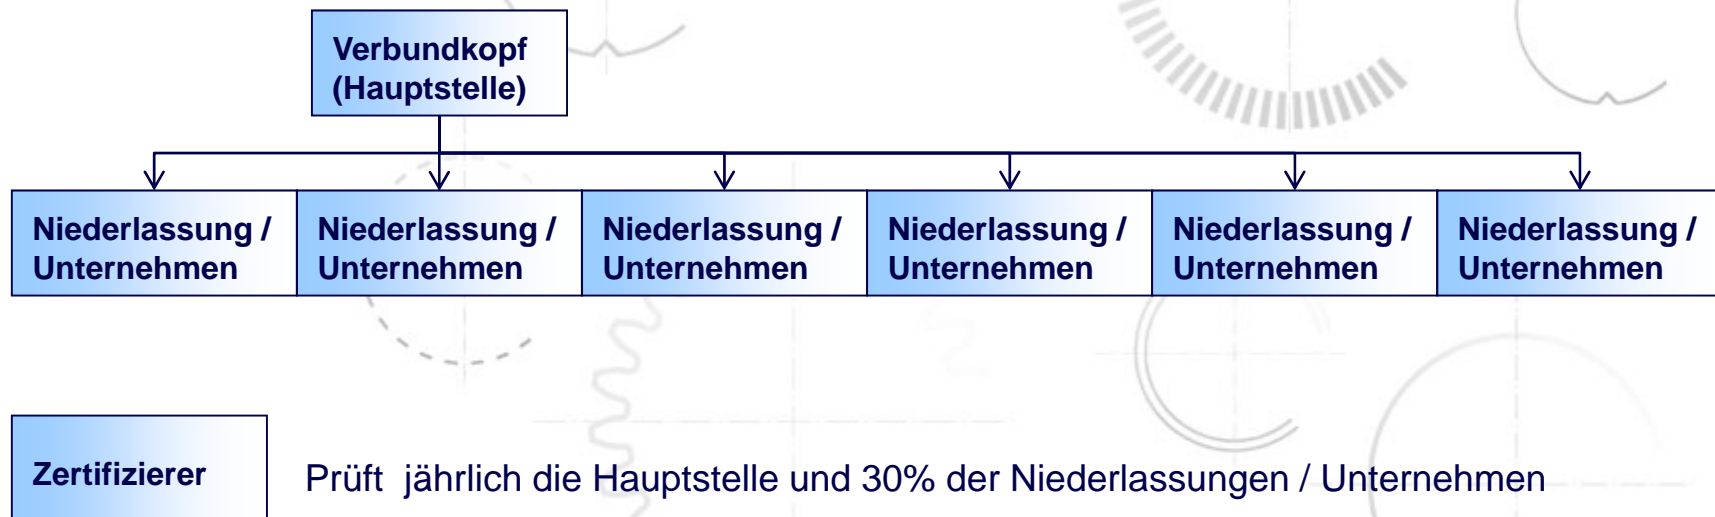 Verbundkopf
(Hauptstelle)
Niederlassung /
Unternehmen
Niederlassung /
Unternehmen
Niederlassung /
Unternehmen
Niederlassung /
Unternehmen
Niederlassung /
Unternehmen
Niederlassung /
Unternehmen
Zertifizierer
Prüft jährlich die Hauptstelle und 30% der Niederlassungen / Unternehmen